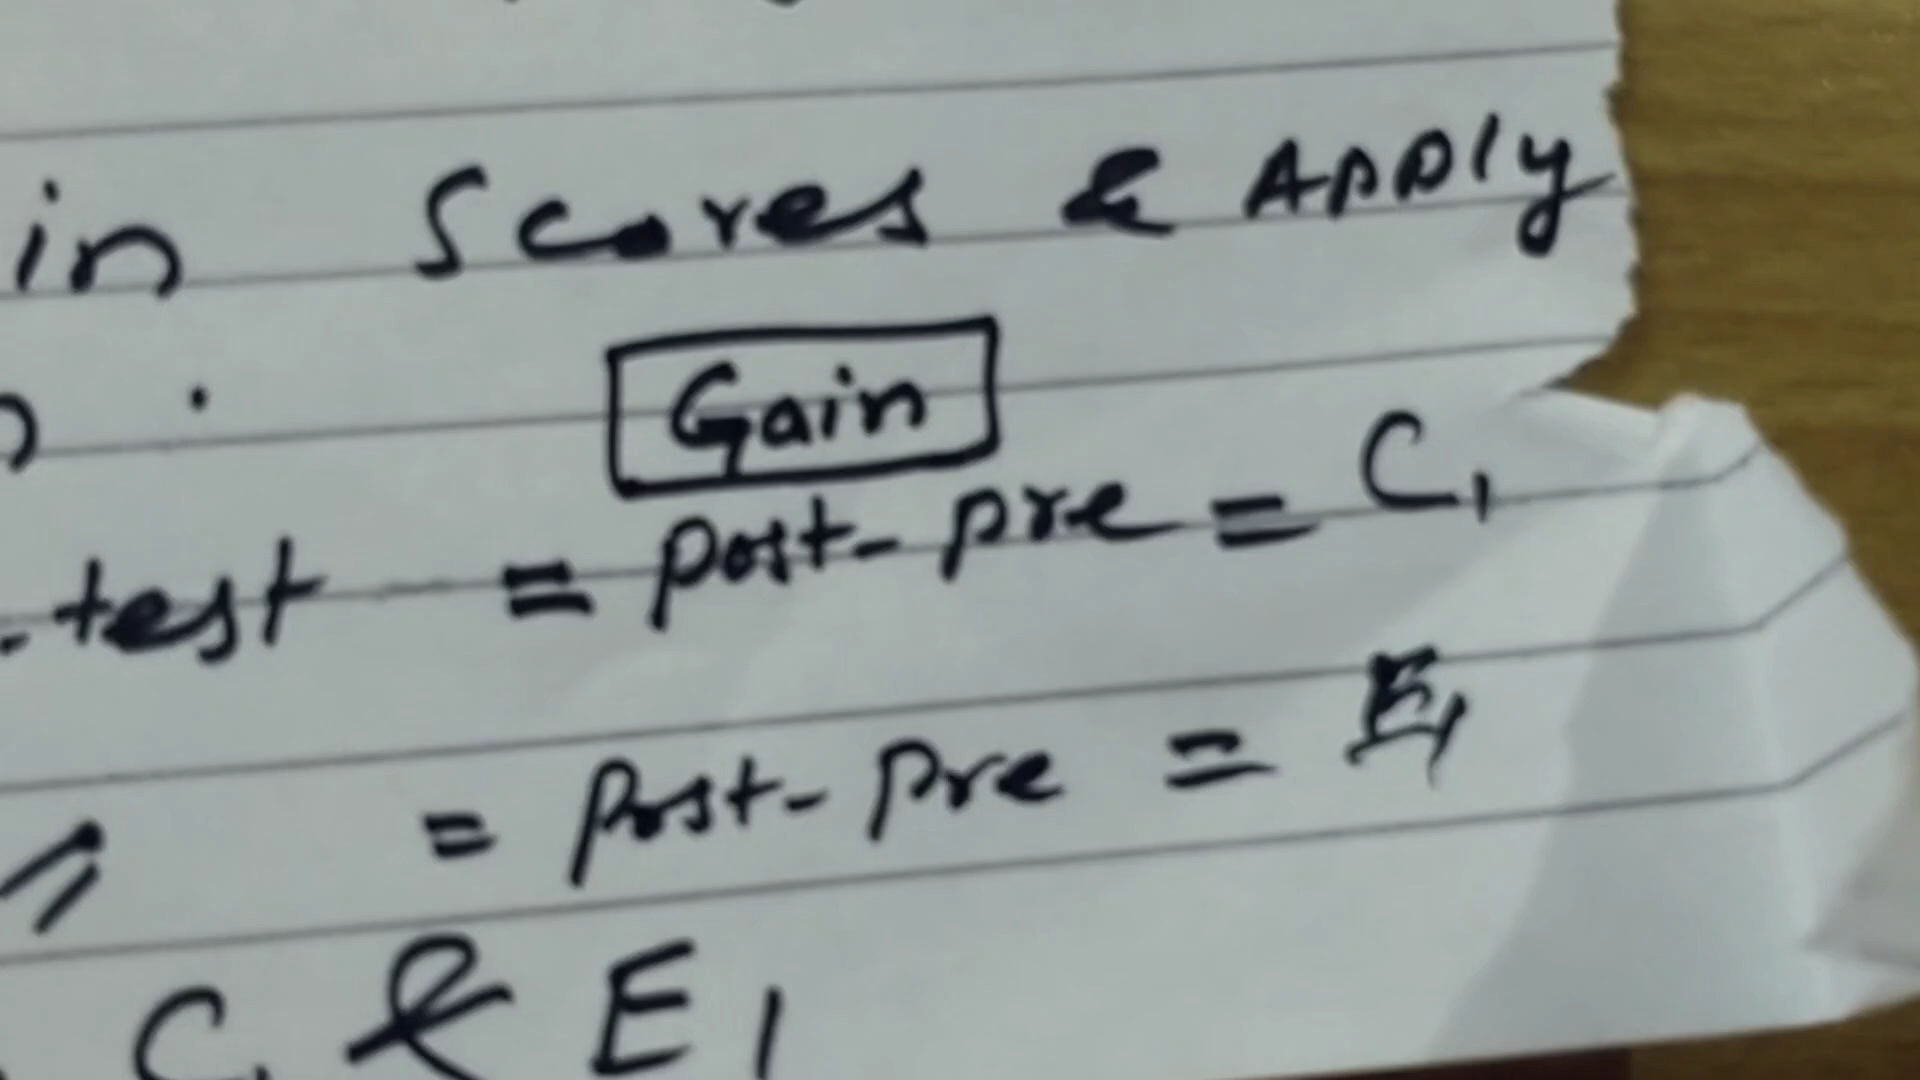 in scores & Apply
Gain
-test = post-pre = C1
" = post-pre = E1
C1 & E1